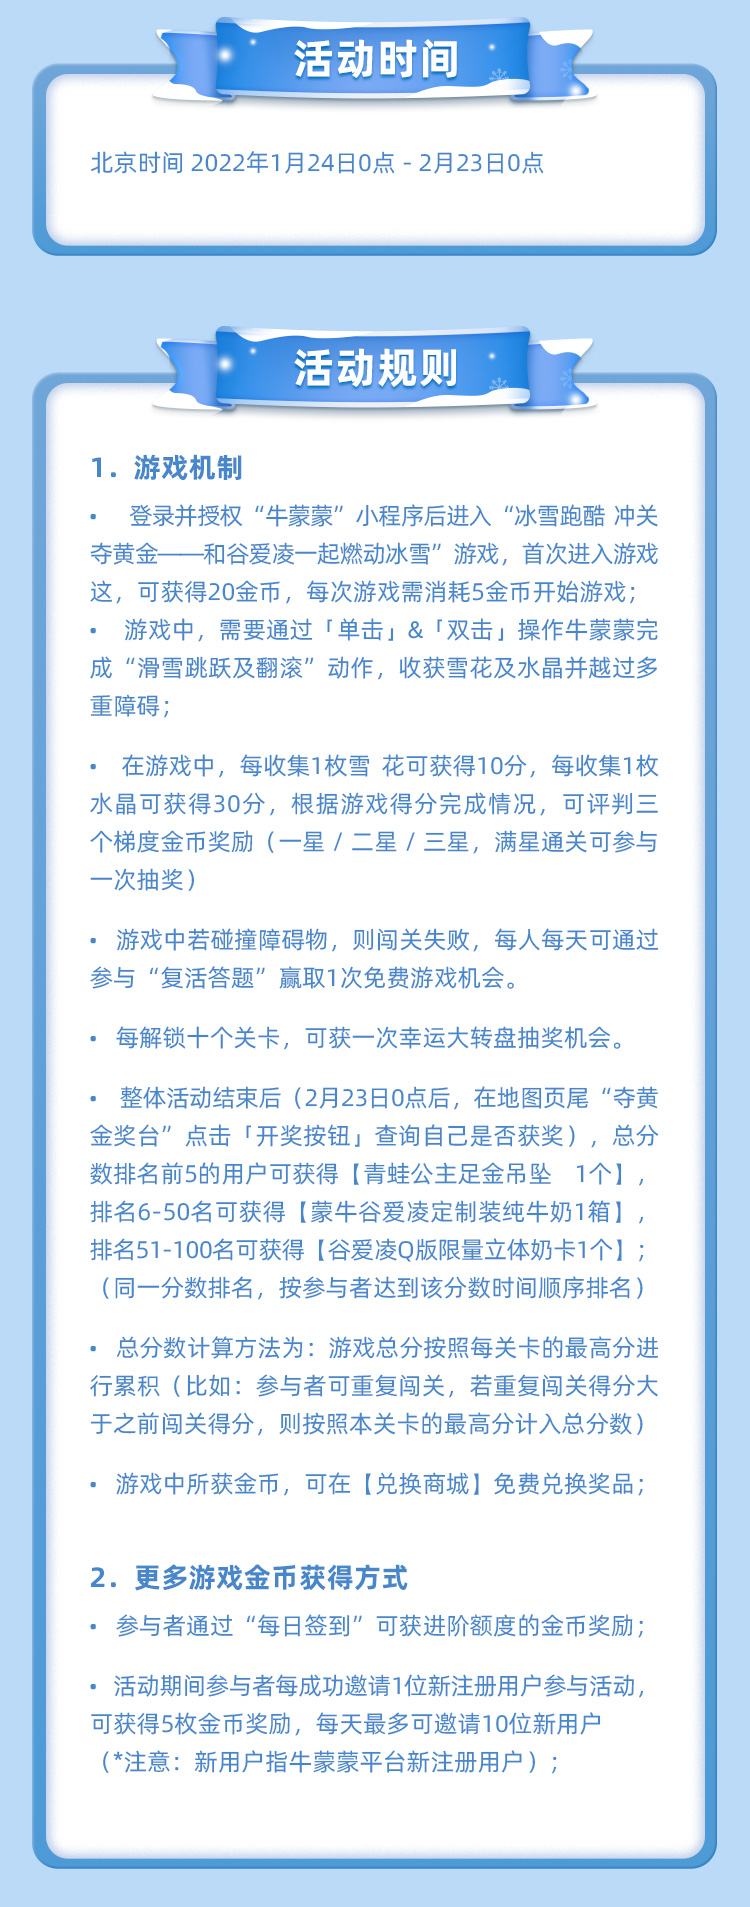 活动时间
北京时间 2022年1月24日0点 - 2月23日0点
活动规则
1. 游戏机制
• 登录并授权“牛蒙蒙”小程序后进入“冰雪跑酷 冲关
夺黄金——和谷爱凌一起燃动冰雪”游戏，首次进入游戏
这，可获得20金币，每次游戏需消耗5金币开始游戏；
• 游戏中，需要通过「单击」&「双击」操作牛蒙蒙完
成“滑雪跳跃及翻滚”动作，收获雪花及水晶并越过多
重障碍；
• 在游戏中，每收集1枚雪 花可获得10分，每收集1枚
水晶可获得30分，根据游戏得分完成情况，可评判三
个梯度金币奖励（一星 / 二星 / 三星，满星通关可参与
一次抽奖）
• 游戏中若碰撞障碍物，则闯关失败，每人每天可通过
参与“复活答题”赢取1次免费游戏机会。
• 每解锁十个关卡，可获一次幸运大转盘抽奖机会。
• 整体活动结束后（2月23日0点后，在地图页尾“夺黄
金奖台”点击「开奖按钮」查询自己是否获奖），总分
数排名前5的用户可获得【青蛙公主足金吊坠 1个】，
排名6-50名可获得【蒙牛谷爱凌定制装纯牛奶1箱】，
排名51-100名可获得【谷爱凌Q版限量立体奶卡1个】；
（同一分数排名，按参与者达到该分数时间顺序排名）
• 总分数计算方法为：游戏总分按照每关卡的最高分进
行累积（比如：参与者可重复闯关，若重复闯关得分大
于之前闯关得分，则按照本关卡的最高分计入总分数）
• 游戏中所获金币，可在【兑换商城】免费兑换奖品；
2. 更多游戏金币获得方式
• 参与者通过“每日签到”可获进阶额度的金币奖励；
• 活动期间参与者每成功邀请1位新注册用户参与活动，
可获得5枚金币奖励，每天最多可邀请10位新用户
（*注意：新用户指牛蒙蒙平台新注册用户）；